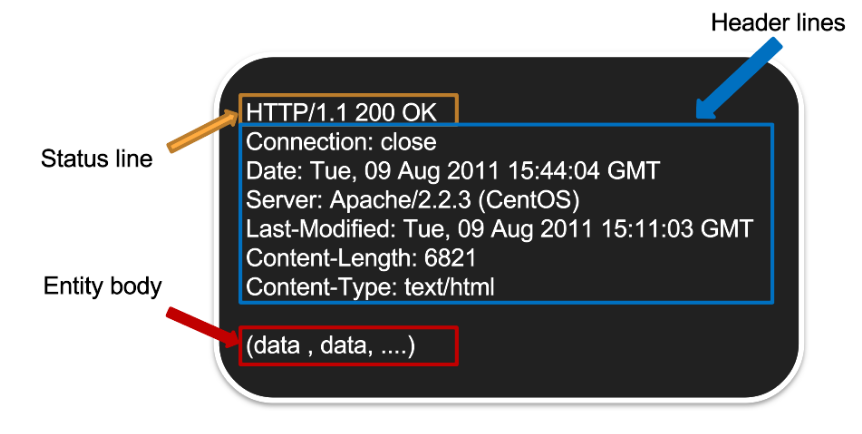 Header lines
HTTP/1.1 200 OK
Connection: close
Status line
Date: Tue, 09 Aug 2011 15:44:04 GMT
Server: Apache/2.2.3 (CentOS)
Last-Modified: Tue, 09 Aug 2011 15:11:03 GMT
Content-Length: 6821
Entity body
Content-Type: text/html
(data , data, ....)